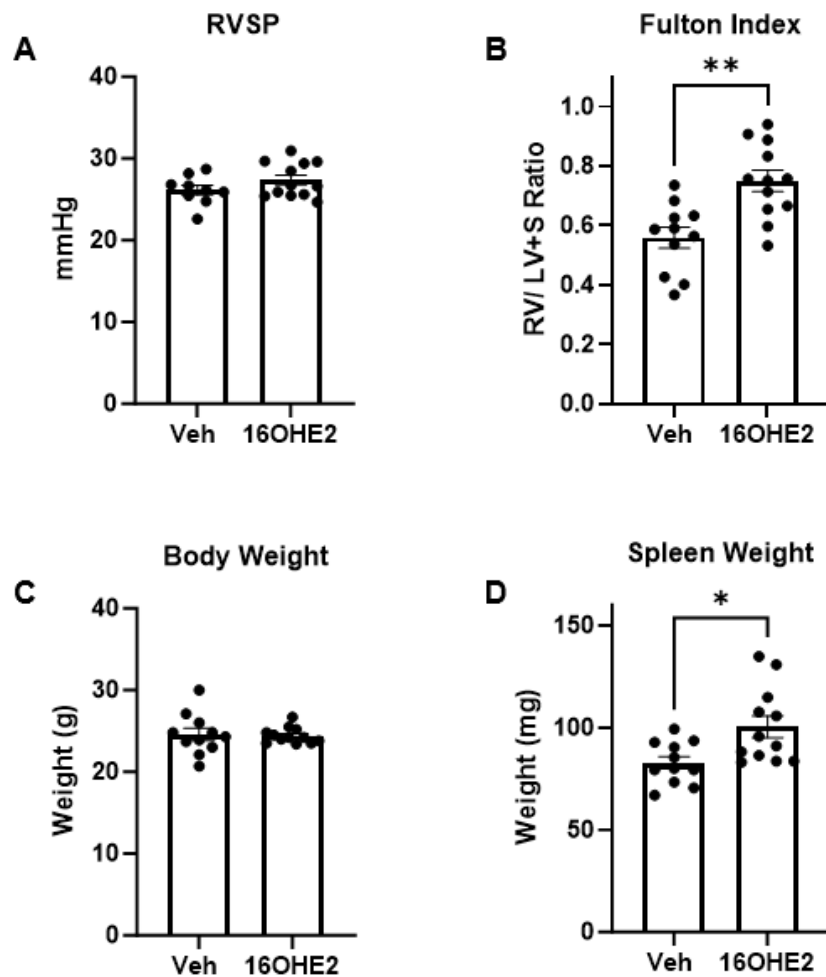 RVSP
A
mmHg
40
30
20
10
0
Veh 16OHE2
Fulton Index
B
**
RV/ LV+S Ratio
1.0
0.8
0.6
0.4
0.2
0.0
Veh 16OHE2
Body Weight
C
Weight (g)
40
30
20
10
0
Veh 16OHE2
Spleen Weight
D
*
Weight (mg)
150
100
50
0
Veh 16OHE2